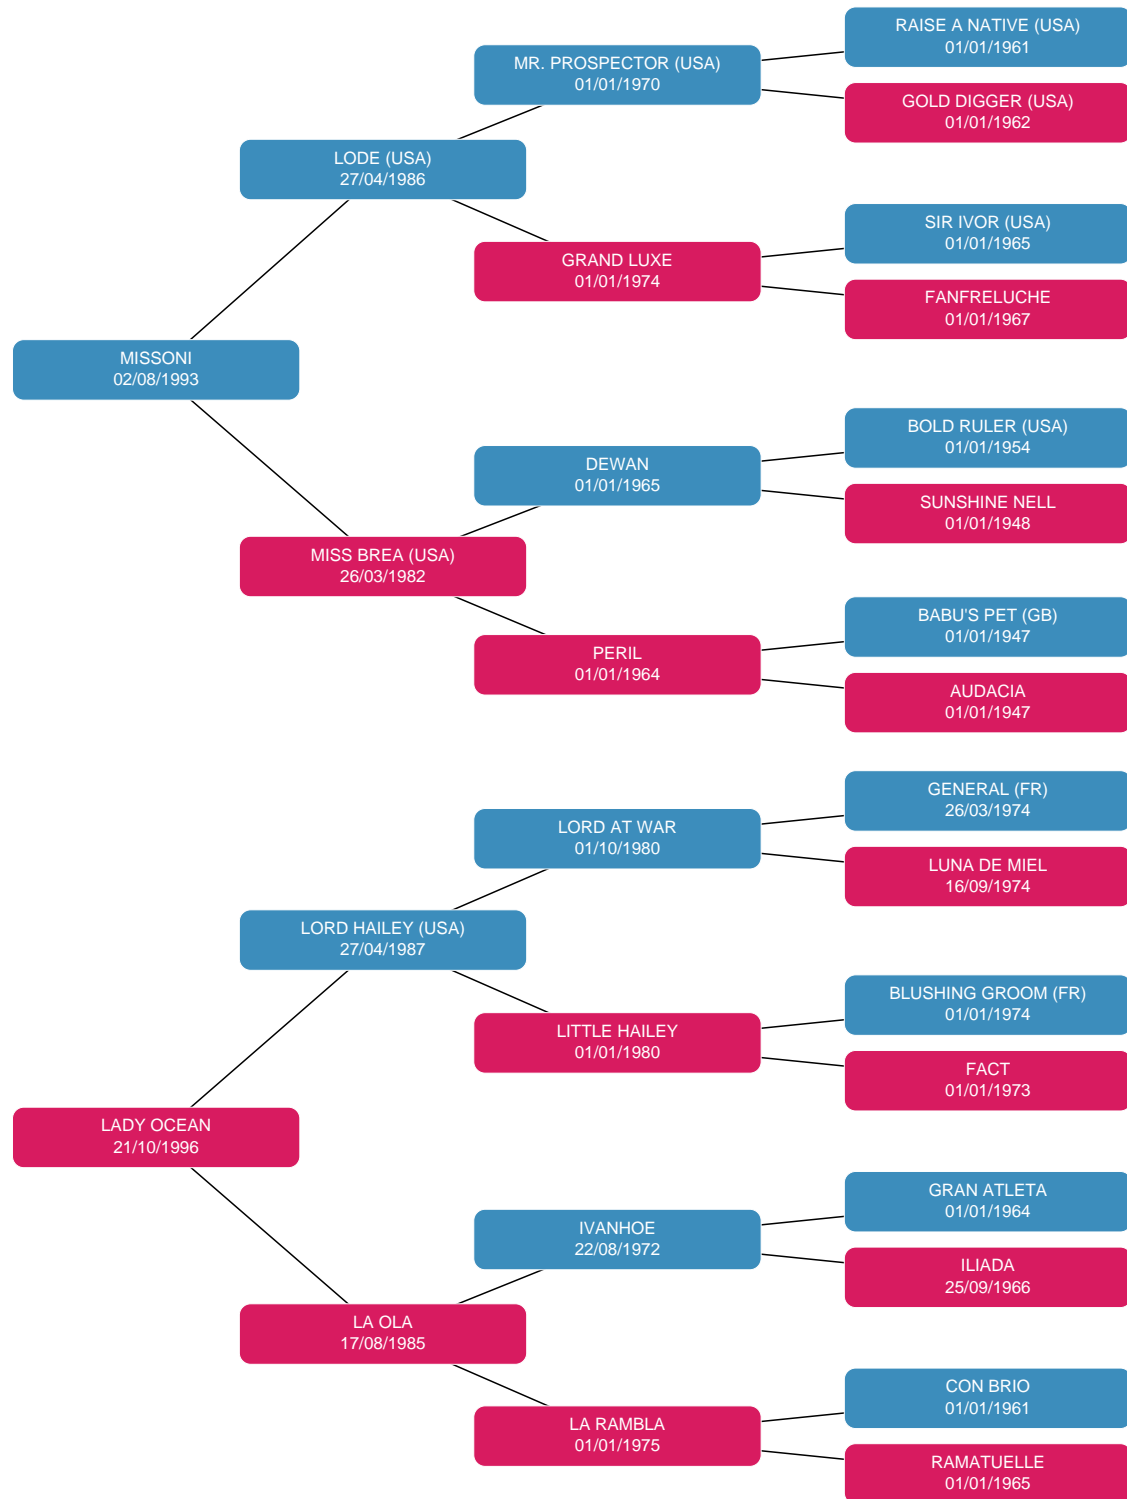 RAISE A NATIVE (USA)
01/01/1961
MR. PROSPECTOR (USA)
01/01/1970
GOLD DIGGER (USA)
01/01/1962
LODE (USA)
27/04/1986
SIR IVOR (USA)
01/01/1965
GRAND LUXE
01/01/1974
FANFRELUCHE
01/01/1967
MISSONI
02/08/1993
BOLD RULER (USA)
01/01/1954
DEWAN
01/01/1965
SUNSHINE NELL
01/01/1948
MISS BREA (USA)
26/03/1982
BABU'S PET (GB)
01/01/1947
PERIL
01/01/1964
AUDACIA
01/01/1947
GENERAL (FR)
26/03/1974
LORD AT WAR
01/10/1980
LUNA DE MIEL
16/09/1974
LORD HAILEY (USA)
27/04/1987
BLUSHING GROOM (FR)
01/01/1974
LITTLE HAILEY
01/01/1980
FACT
01/01/1973
LADY OCEAN
21/10/1996
GRAN ATLETA
01/01/1964
IVANHOE
22/08/1972
ILIADA
25/09/1966
LA OLA
17/08/1985
CON BRIO
01/01/1961
LA RAMBLA
01/01/1975
RAMATUELLE
01/01/1965